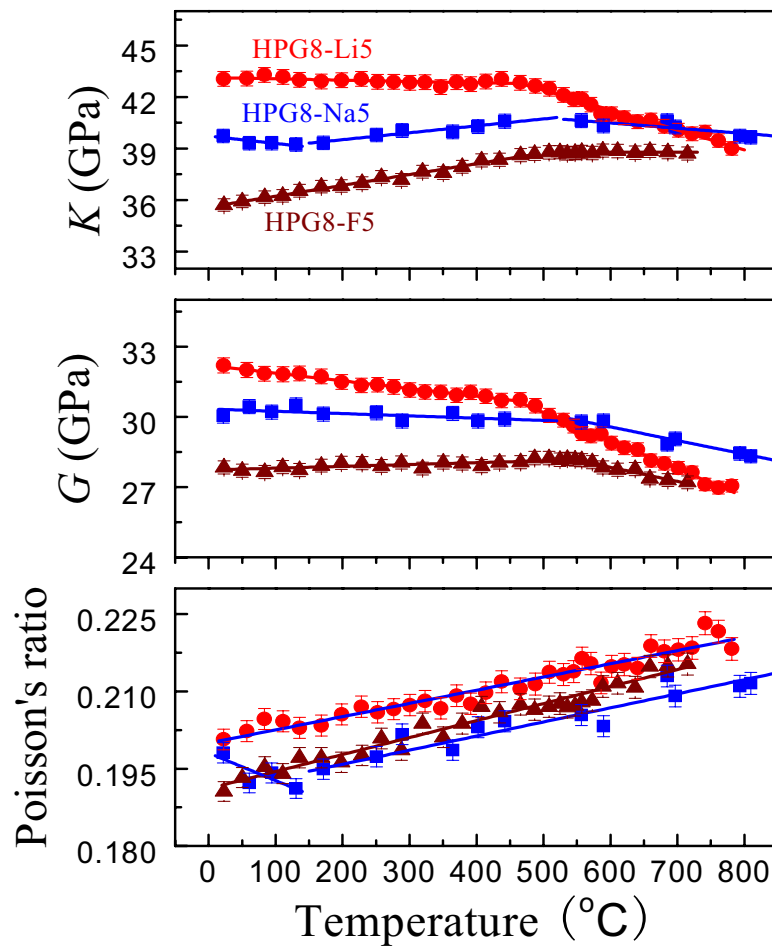 K (GPa)
45
42
39
36
33
HPG8-Li5
HPG8-Na5
HPG8-F5
G (GPa)
33
30
27
24
Poisson's ratio
0.225
0.210
0.195
0.180
0 100 200 300 400 500 600 700 800
Temperature (°C)